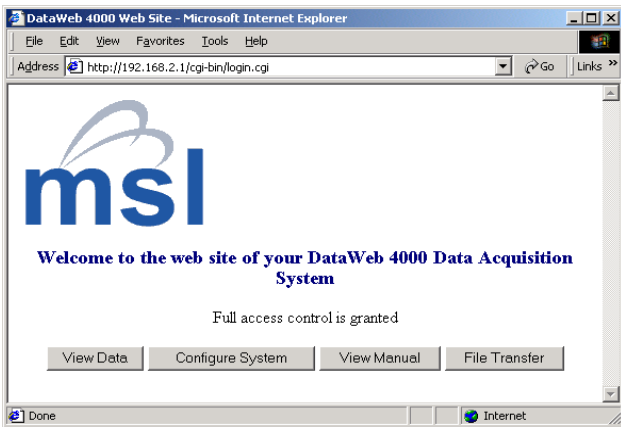 DataWeb 4000 Web Site - Microsoft Internet Explorer
File Edit View Favorites Tools Help
Address http://192.168.2.1/cgi-bin/login.cgi Go Links »
msl
Welcome to the web site of your DataWeb 4000 Data Acquisition
System
Full access control is granted
View Data Configure System View Manual File Transfer
Done Internet